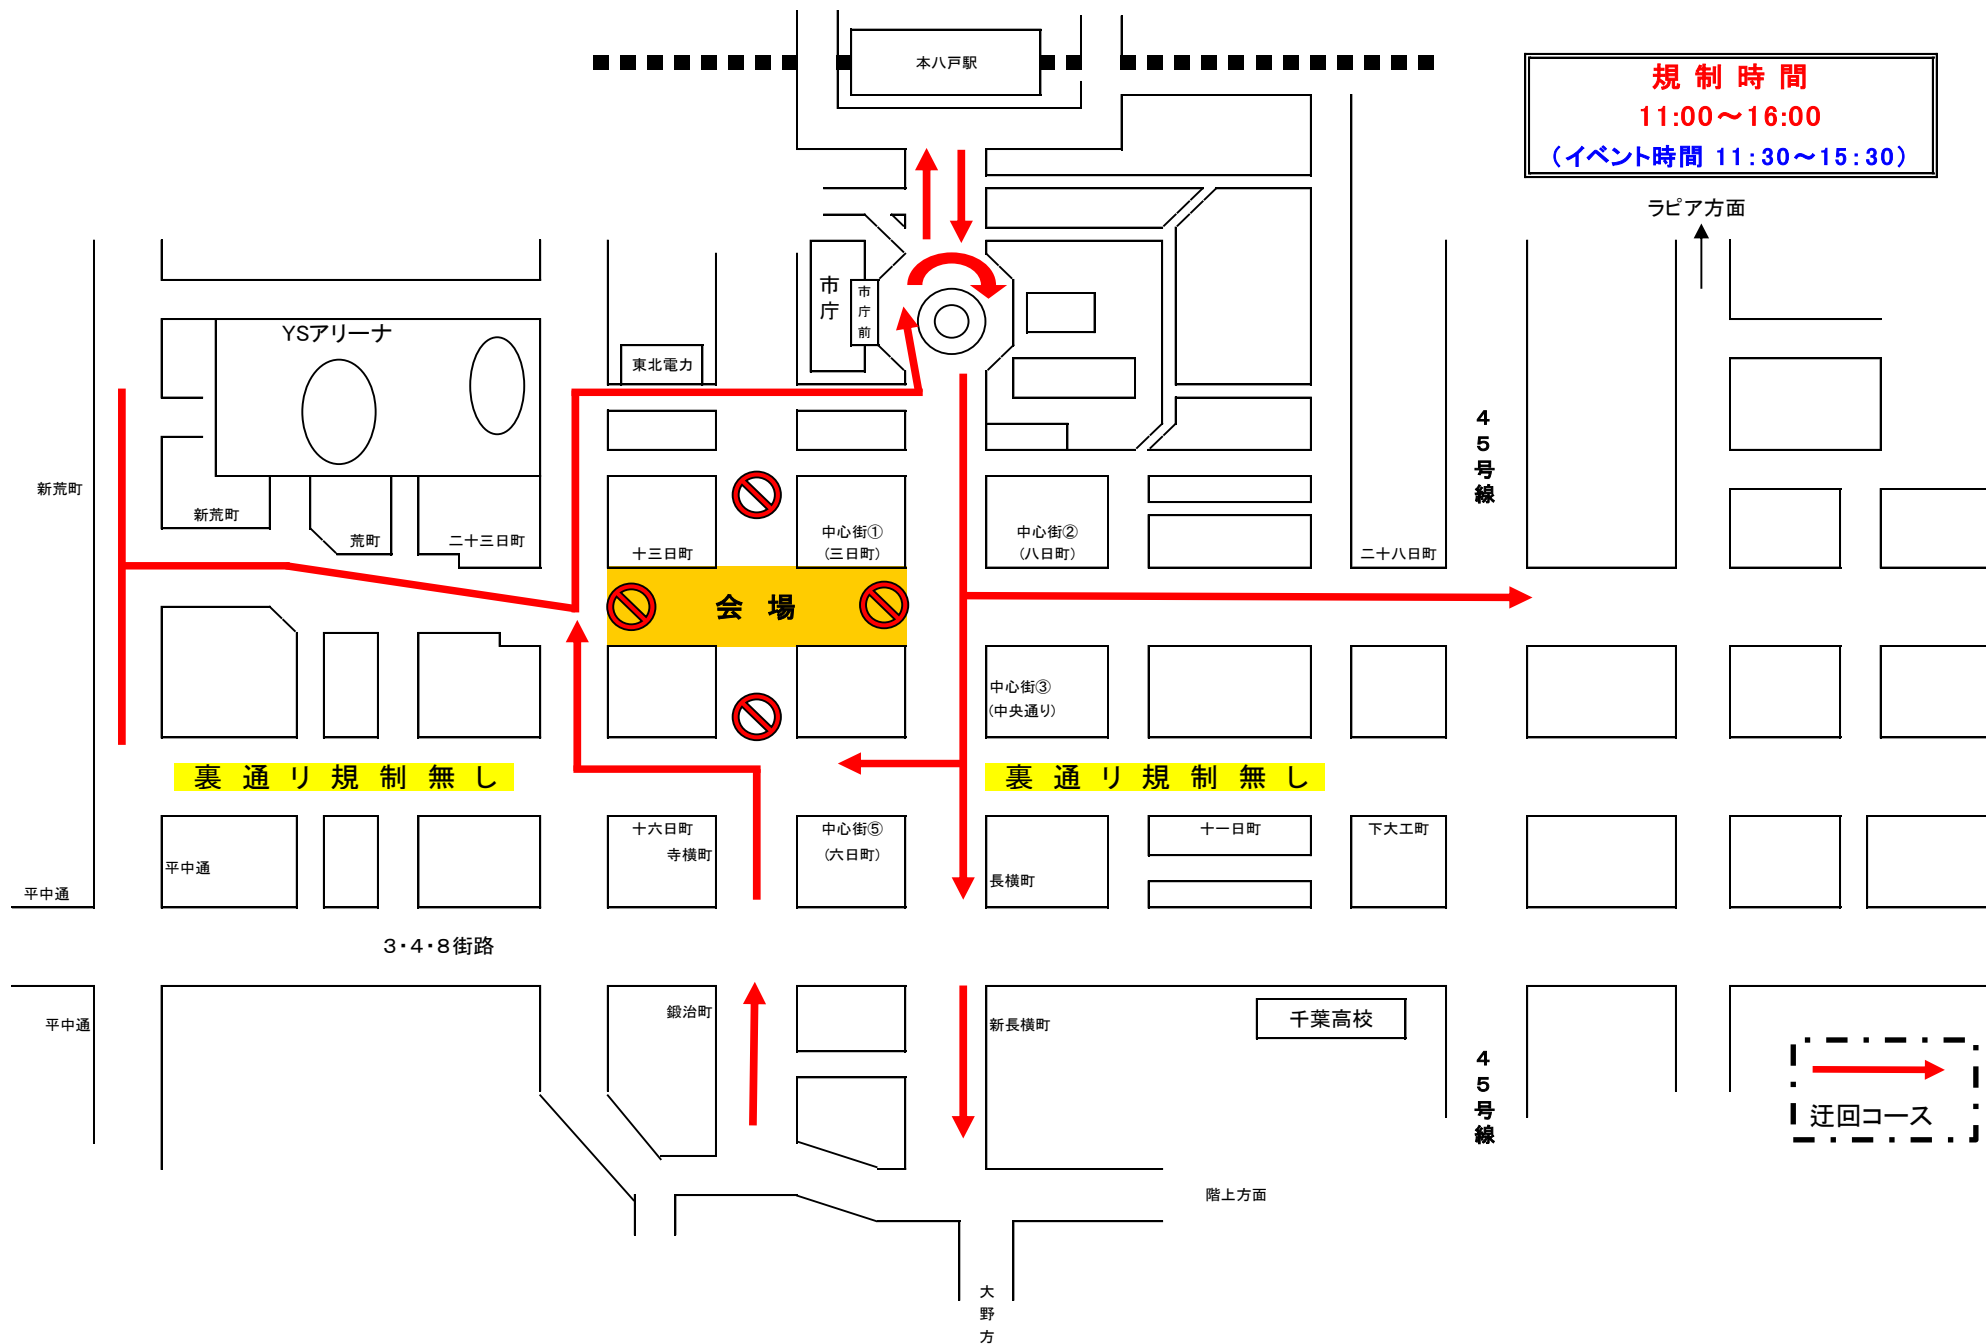 本八戸駅
規制時間
11:00～16:00
（イベント時間 11:30～15:30）
ラピア方面
市庁
市庁前
YSアリーナ
東北電力
45号線
新荒町
新荒町
荒町
二十三日町
十三日町
中心街①
(三日町)
中心街②
(八日町)
二十八日町
会場
中心街③
(中央通り)
裏通り規制無し
裏通り規制無し
十六日町
寺横町
中心街⑤
(六日町)
十一日町
下大工町
平中通
長横町
平中通
3・4・8街路
鍛治町
新長横町
千葉高校
平中通
45号線
迂回コース
階上方面
大野方